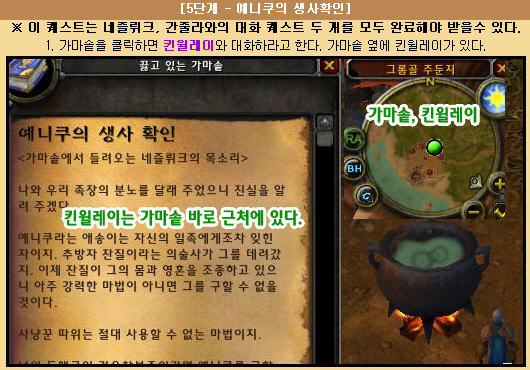 [5단계 - 예니쿠의 생사확인]
※ 이 퀘스트는 네즐뤼크, 간줄라와의 대화 퀘스트 두 개를 모두 완료해야 받을수 있다.
1. 가마솥을 클릭하면 킨윌레이와 대화하라고 한다. 가마솥 옆에 킨윌레이가 있다.
끓고 있는 가마솥
그롬골 주둔지
N
가마솥, 킨윌레이
RA
BH
예니쿠의 생사 확인
<가마솥에서 들려오는 네즐뤼크의 목소리>
나와 우리 족장의 분노를 달래 주었으니 진실을 알
려 주겠다.
킨윌레이는 가마솥 바로 근처에 있다.
예니쿠라는 애송이는 자신의 일족에게조차 잊힌
자이지. 추방자 잔질이라는 의술사가 그를 데려갔
지. 이제 잔질이 그의 몸과 영혼을 조종하고 있으
니 아주 강력한 마법이 아니면 그를 구할 수 없을
것이다.
사냥꾼 따위는 절대 사용할 수 없는 마법이지.